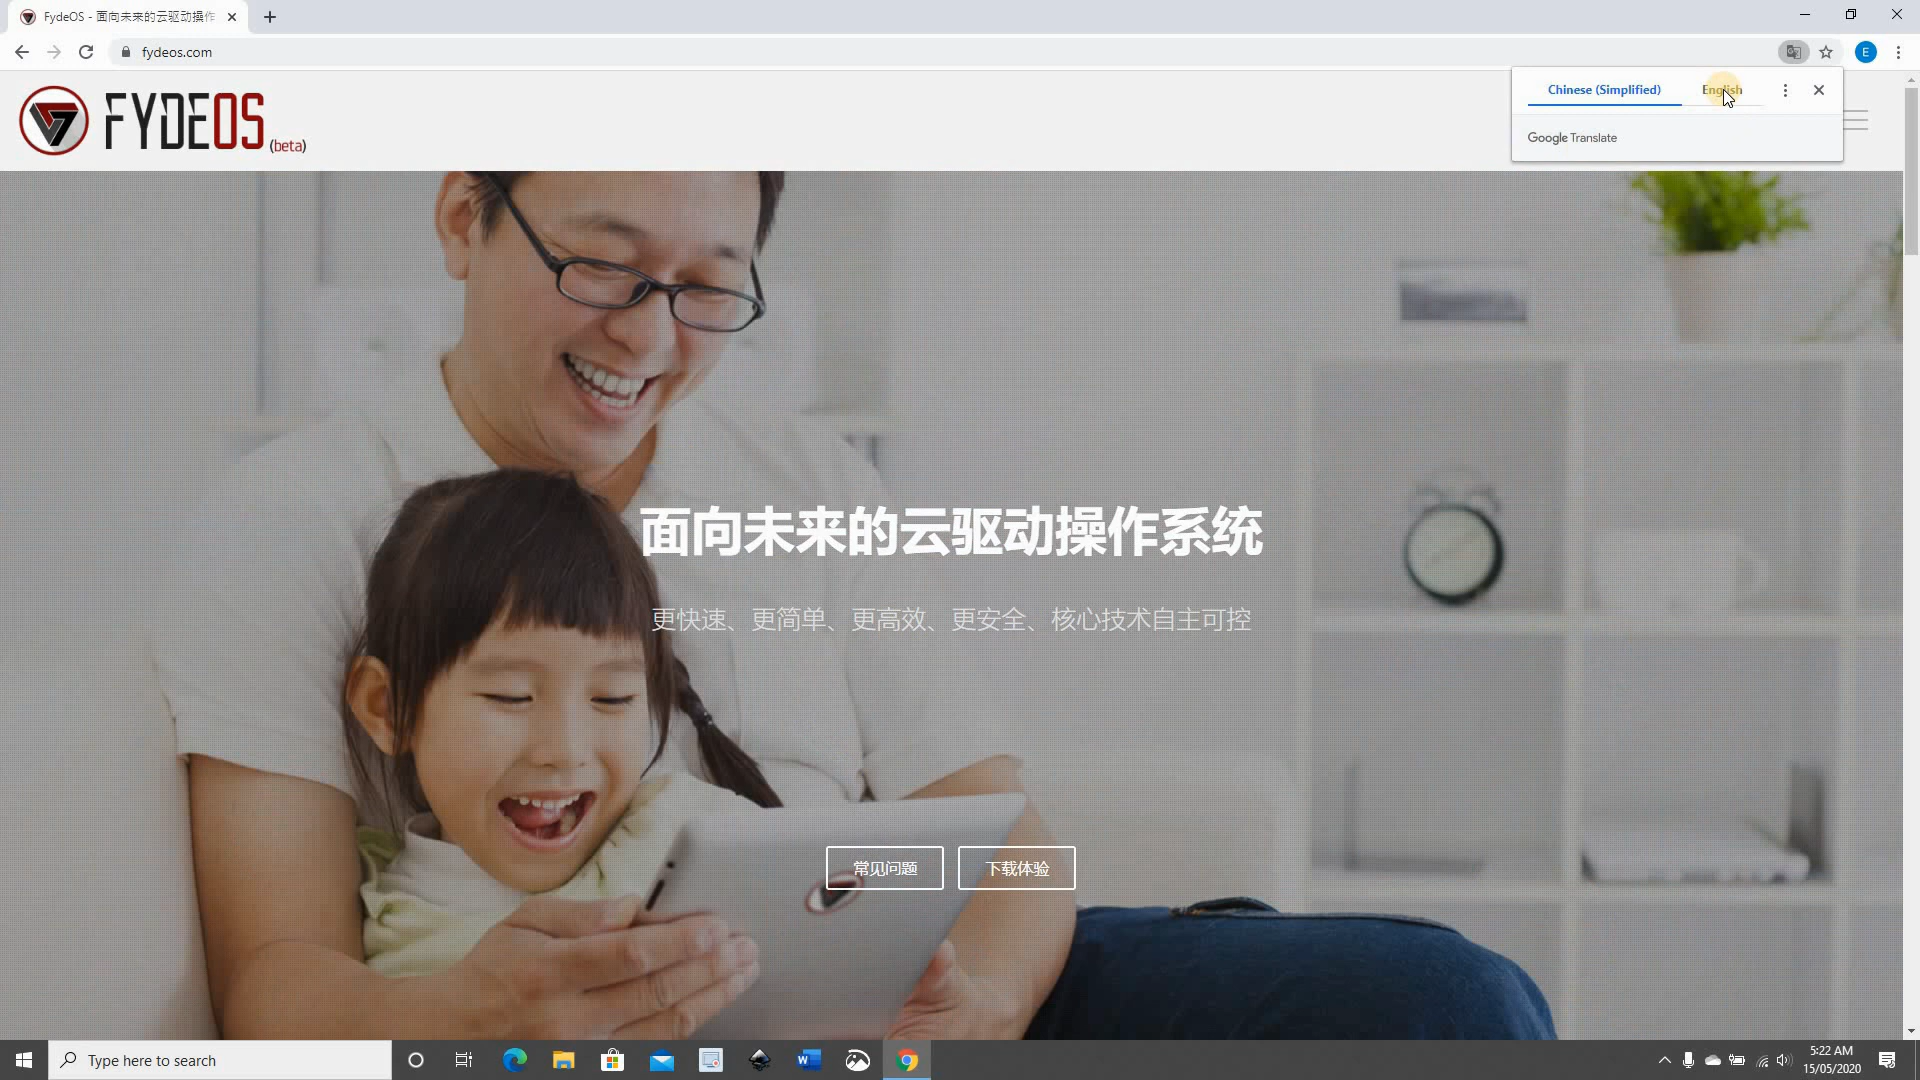 FydeOS - 面向未来的云驱动操作
fydeos.com
E
Chinese (Simplified)
English
Google Translate
FYDEOS (beta)
面向未来的云驱动操作系统
更快速、更简单、更高效、更安全、核心技术自主可控
常见问题
下载体验
Type here to search
5:22 AM
15/05/2020